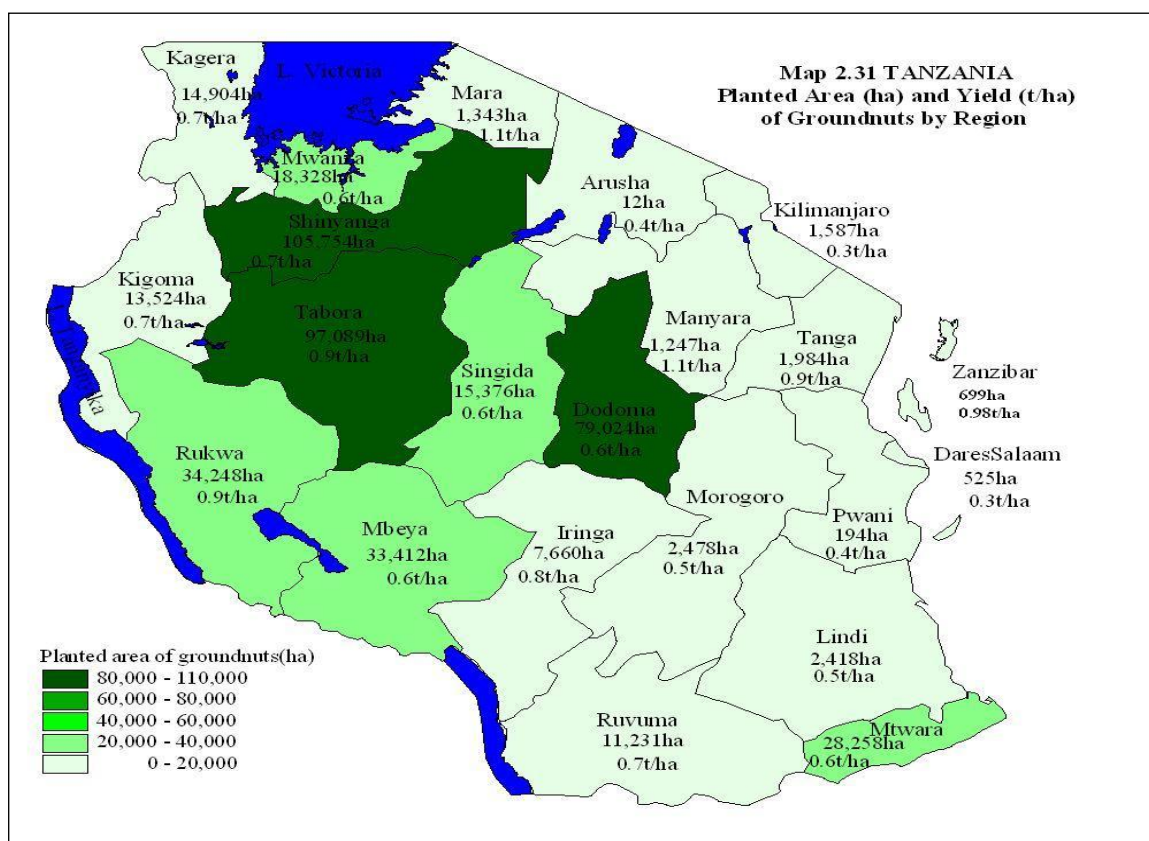 Map 2.31 TANZANIA
Planted Area (ha) and Yield (t/ha)
of Groundnuts by Region
Kagera
14,904ha
0.7t/ha
L. Victoria
Mara
1,343ha
1.1t/ha
Mwanza
18,328ha
0.6t/ha
Arusha
12ha
0.4t/ha
Kilimanjaro
1,587ha
0.3t/ha
Shinyanga
105,754ha
0.7t/ha
Kigoma
13,524ha
0.7t/ha
Tabora
97,089ha
0.9t/ha
Manyara
1,247ha
1.1t/ha
Tanga
1,984ha
0.9t/ha
Singida
15,376ha
0.6t/ha
Zanzibar
699ha
0.98t/ha
Dodoma
79,024ha
0.6t/ha
Rukwa
34,248ha
0.9t/ha
DaresSalaam
525ha
0.3t/ha
Morogoro
2,478ha
0.5t/ha
Pwani
194ha
0.4t/ha
Mbeya
33,412ha
0.6t/ha
Iringa
7,660ha
0.8t/ha
Lindi
2,418ha
0.5t/ha
Ruvuma
11,231ha
0.7t/ha
Mtwara
28,258ha
0.6t/ha
Planted area of groundnuts(ha)
80,000 - 110,000
60,000 - 80,000
40,000 - 60,000
20,000 - 40,000
0 - 20,000